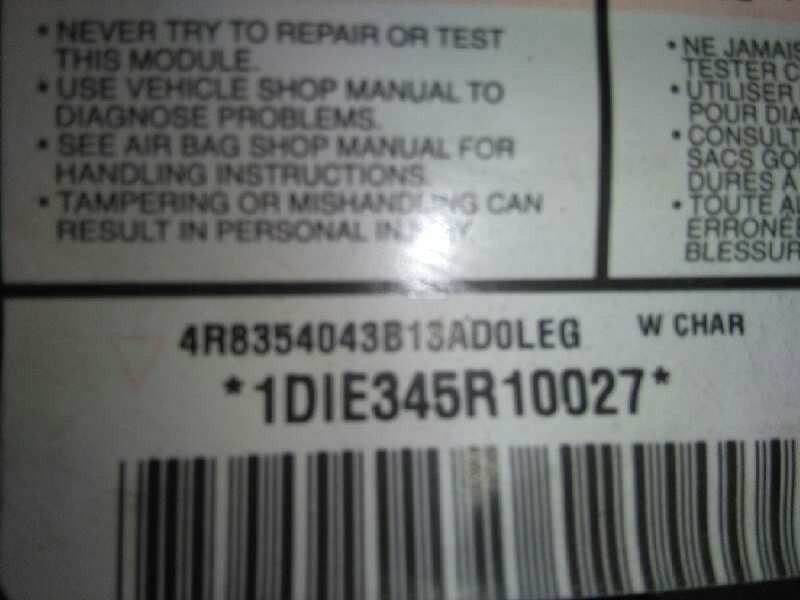 • NEVER TRY TO REPAIR OR TEST
THIS MODULE.
• USE VEHICLE SHOP MANUAL TO
DIAGNOSE PROBLEMS.
• SEE AIR BAG SHOP MANUAL FOR
HANDLING INSTRUCTIONS.
• TAMPERING OR MISHANDLING CAN
RESULT IN PERSONAL INJURY
• NE JAMAIS
TESTER C
• UTILISER
POUR DIA
• CONSULT
SACS GO
DURES A
• TOUTE A
ERRONÉE
BLESSUR
4R8354043B13AD0LEG W CHAR
*1DIE345R10027*